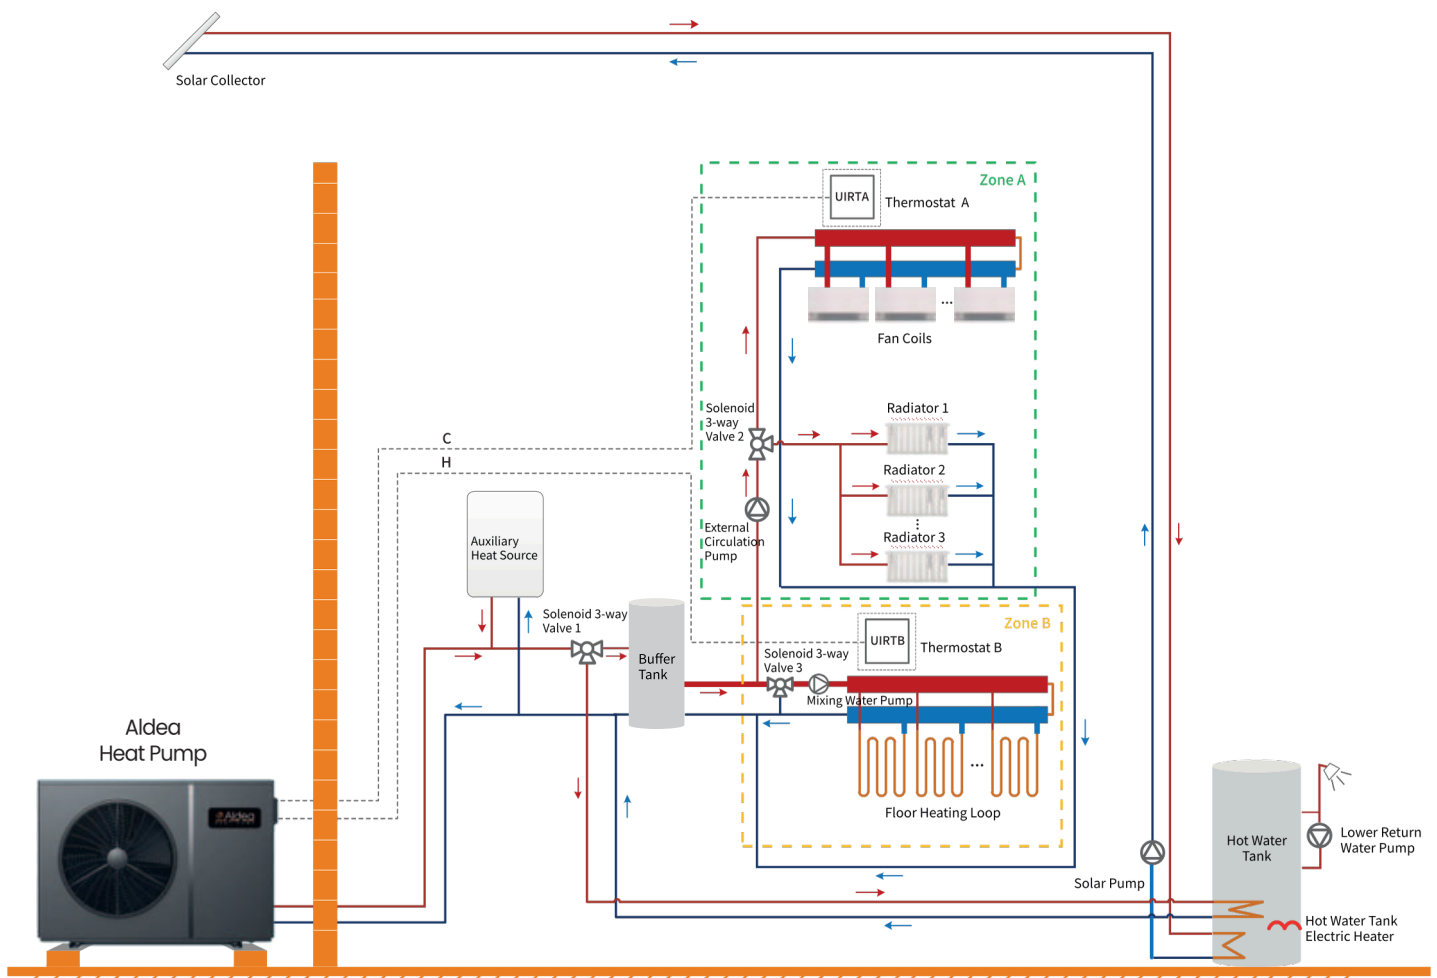 Solar Collector
Zone A
UIRTA
Thermostat A
Fan Coils
Solenoid
3-way
Valve 2
Radiator 1
C
H
Radiator 2
Auxiliary
Heat Source
External
Circulation
Pump
Radiator 3
Solenoid 3-way
Valve 1
Zone B
UIRTB
Thermostat B
Buffer
Tank
Solenoid 3-way
Valve 3
Mixing Water Pump
Aldea
Heat Pump
Aldea
Floor Heating Loop
Hot Water
Tank
Lower Return
Water Pump
Solar Pump
Hot Water Tank
Electric Heater